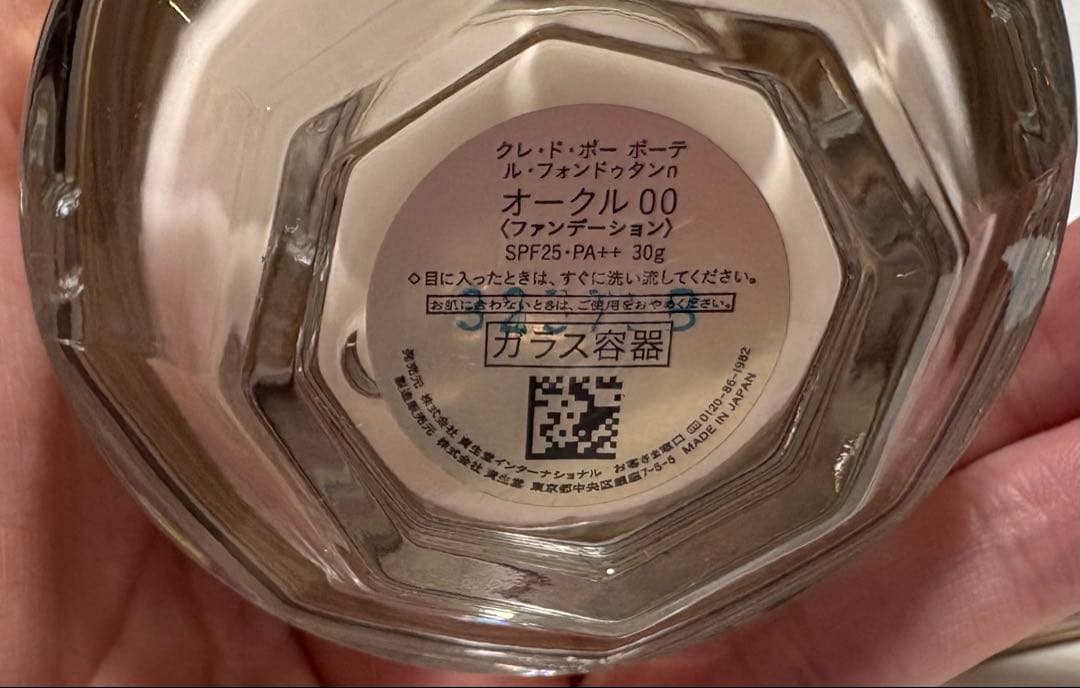 クレ・ド・ポー ボーテ
ル・フォンドゥタンn
オークル 00
〈ファンデーション〉
SPF25・PA++ 30g
◇目に入ったときは、すぐに洗い流してください。
お肌に合わないときは、ご使用をおやめください。
ガラス容器
発売元 株式会社 資生堂インターナショナル お客さま窓口 0120-86-1982
製造販売元 株式会社 資生堂 東京都中央区銀座7-5-5 MADE IN JAPAN